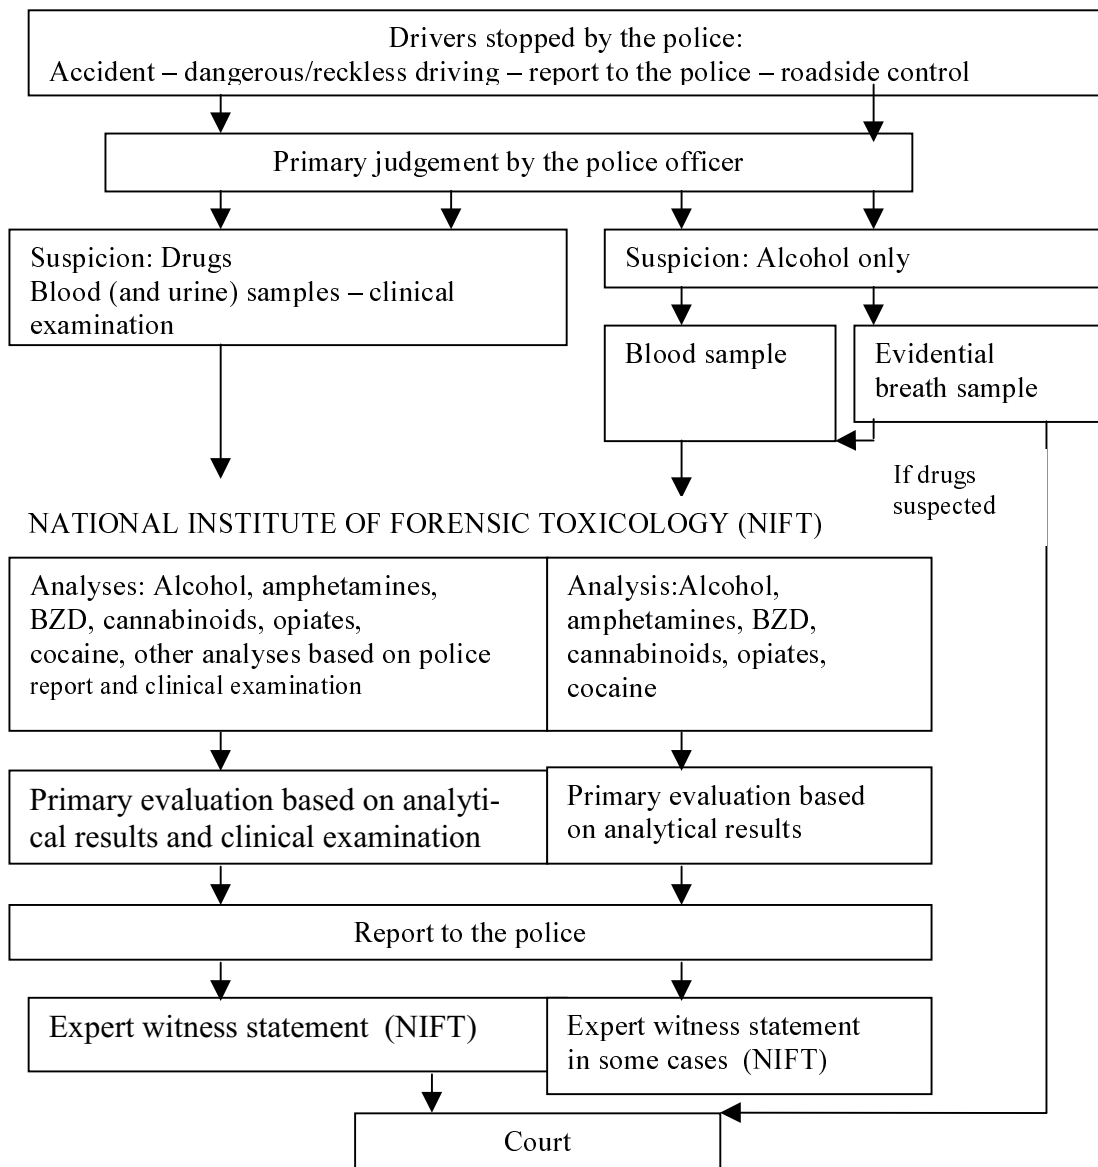 Drivers stopped by the police:
Accident – dangerous/reckless driving – report to the police – roadside control
Primary judgement by the police officer
Suspicion: Drugs
Blood (and urine) samples – clinical
examination
Suspicion: Alcohol only
Blood sample
Evidential
breath sample
If drugs
suspected
NATIONAL INSTITUTE OF FORENSIC TOXICOLOGY (NIFT)
Analyses: Alcohol, amphetamines,
BZD, cannabinoids, opiates,
cocaine, other analyses based on police
report and clinical examination
Analysis:Alcohol,
amphetamines, BZD,
cannabinoids, opiates,
cocaine
Primary evaluation based on analyti-
cal results and clinical examination
Primary evaluation based
on analytical results
Report to the police
Expert witness statement (NIFT)
Expert witness statement
in some cases (NIFT)
Court